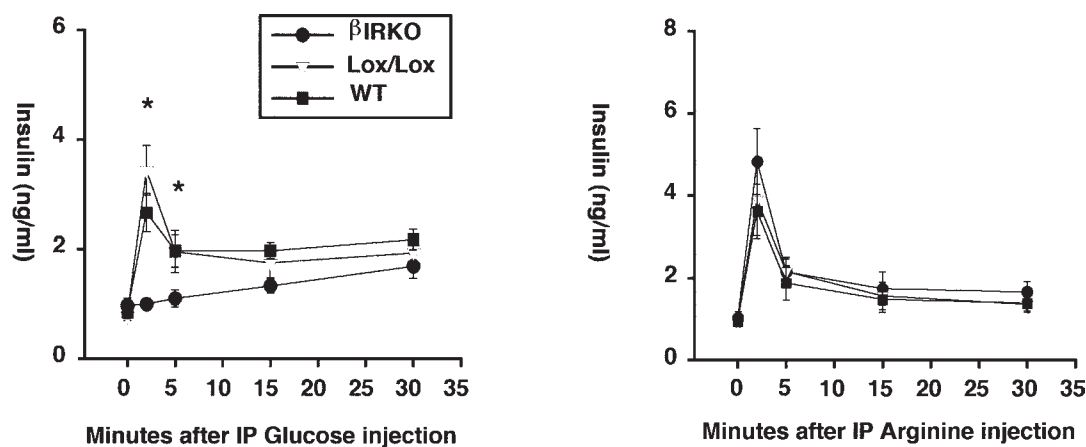 6
4
2
0
Insulin (ng/ml)
βIRKO
Lox/Lox
WT
*
*
0 5 10 15 20 25 30 35
Minutes after IP Glucose injection
8
6
4
2
0
Insulin (ng/ml)
0 5 10 15 20 25 30 35
Minutes after IP Arginine injection